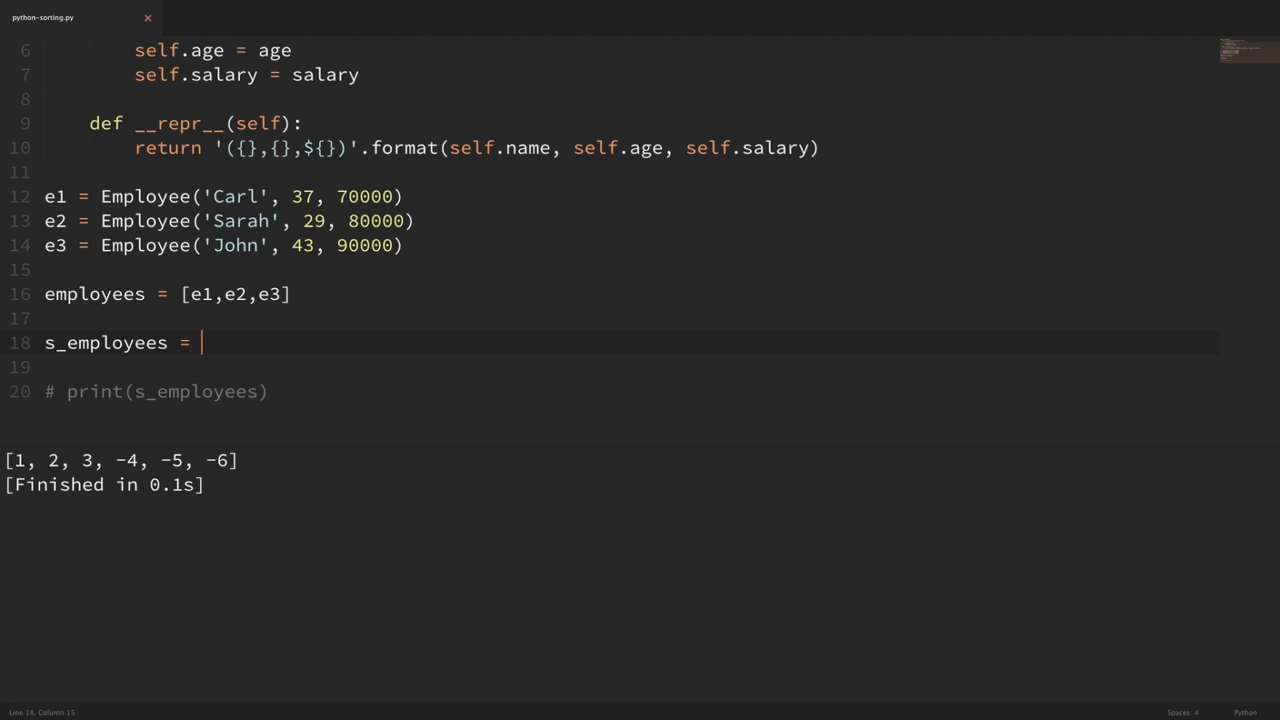 python-sorting.py ×
6 self.age = age
7 self.salary = salary
8
9 def __repr__(self):
10 return '({},{},${})'.format(self.name, self.age, self.salary)
11
12 e1 = Employee('Carl', 37, 70000)
13 e2 = Employee('Sarah', 29, 80000)
14 e3 = Employee('John', 43, 90000)
15
16 employees = [e1,e2,e3]
17
18 s_employees =
19
20 # print(s_employees)
[1, 2, 3, -4, -5, -6]
[Finished in 0.1s]
Line 18, Column 15 Spaces: 4 Python